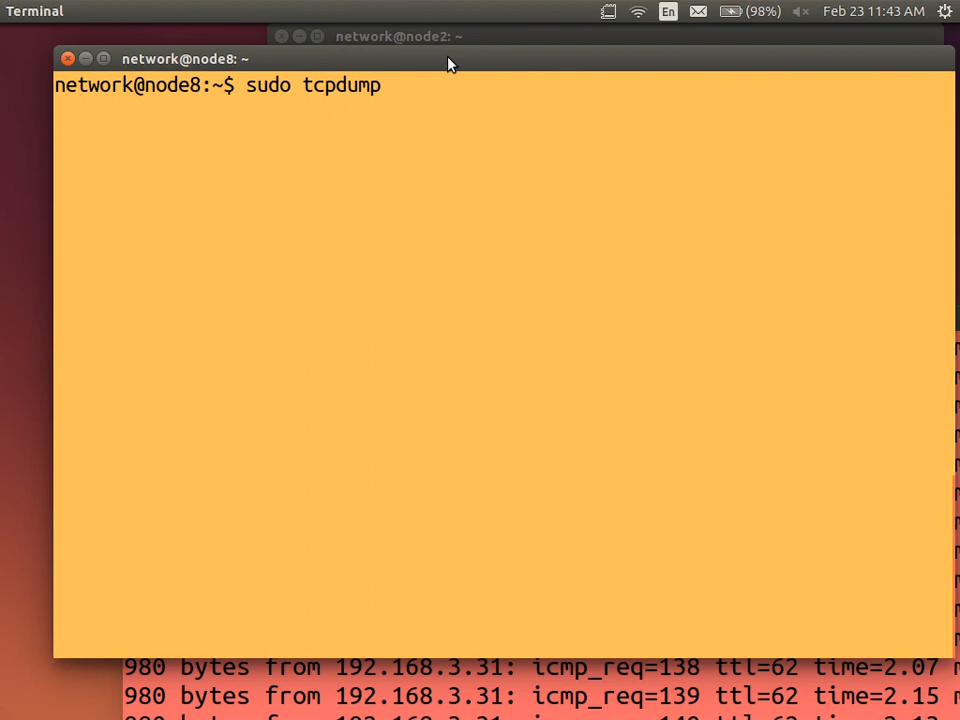 Terminal
En
(98%)
Feb 23 11:43 AM
network@node2: ~
network@node8: ~
network@node8:~$ sudo tcpdump
980 bytes from 192.168.3.31: icmp_req=138 ttl=62 time=2.07
980 bytes from 192.168.3.31: icmp_req=139 ttl=62 time=2.15